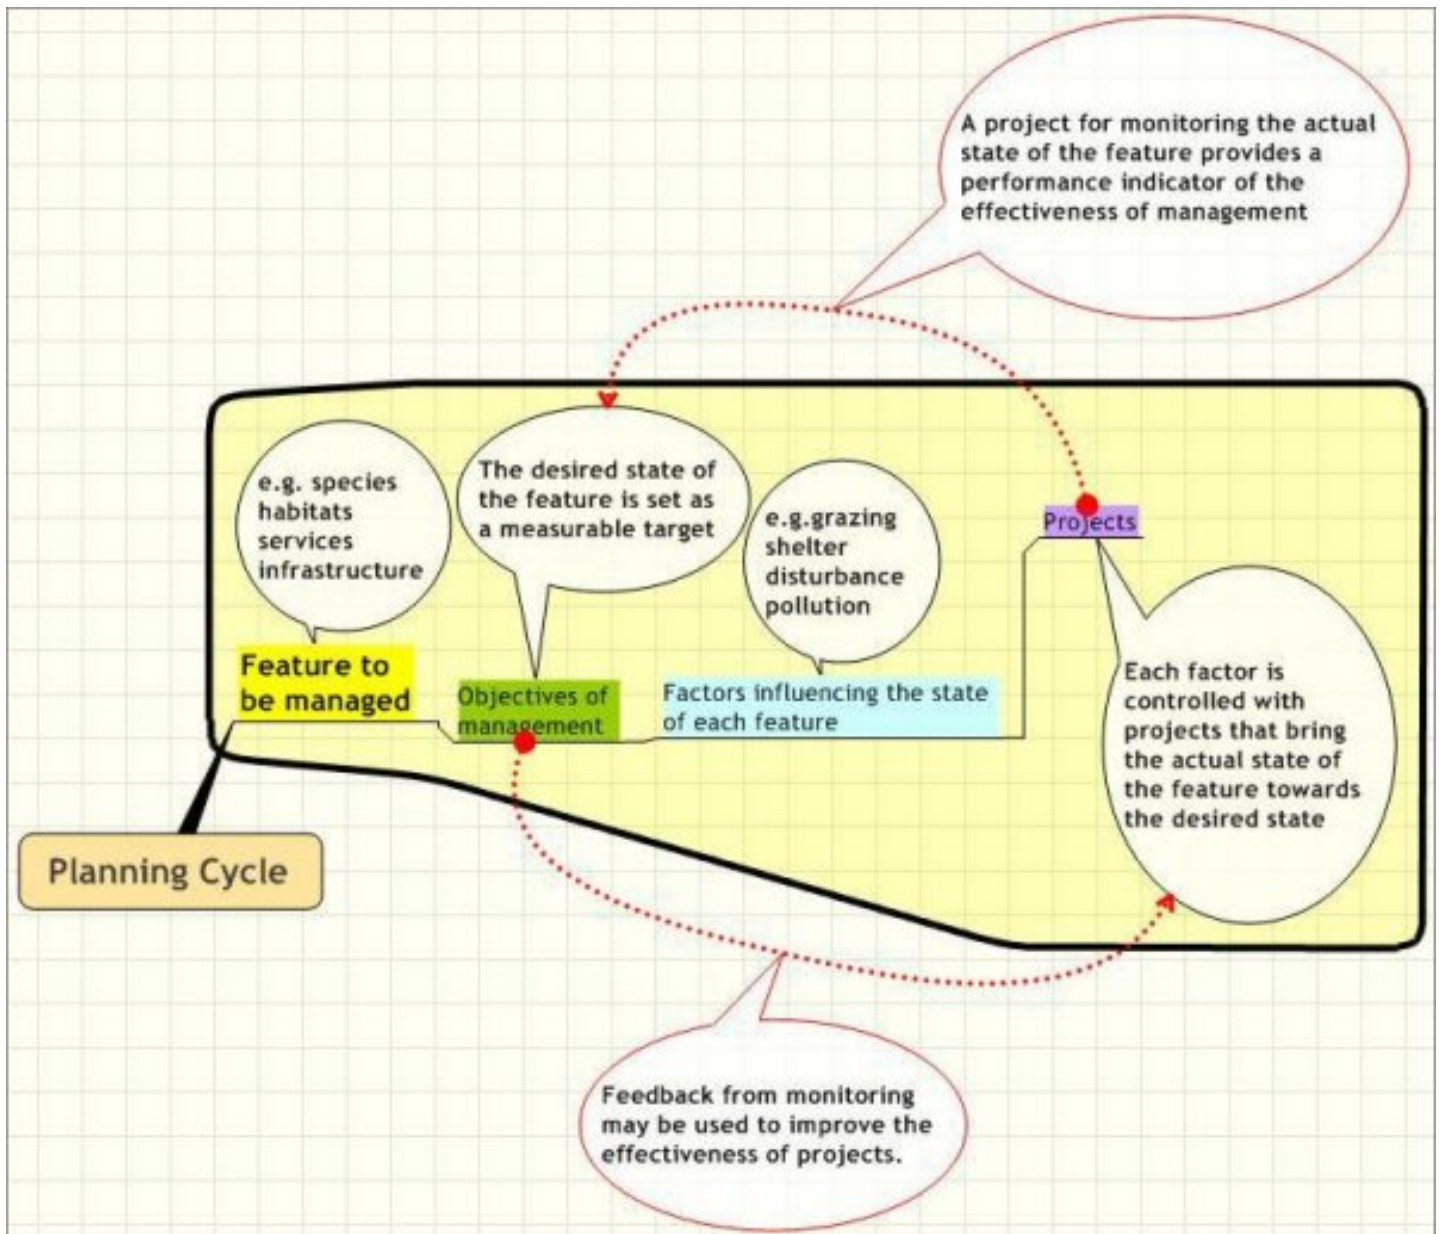 A project for monitoring the actual
state of the feature provides a
performance indicator of the
effectiveness of management
e.g. species
habitats
services
infrastructure
The desired state of
the feature is set as
a measurable target
e.g.grazing
shelter
disturbance
pollution
Projects
Feature to
be managed
Objectives of
management
Factors influencing the state
of each feature
Each factor is
controlled with
projects that bring
the actual state of
the feature towards
the desired state
Planning Cycle
Feedback from monitoring
may be used to improve the
effectiveness of projects.